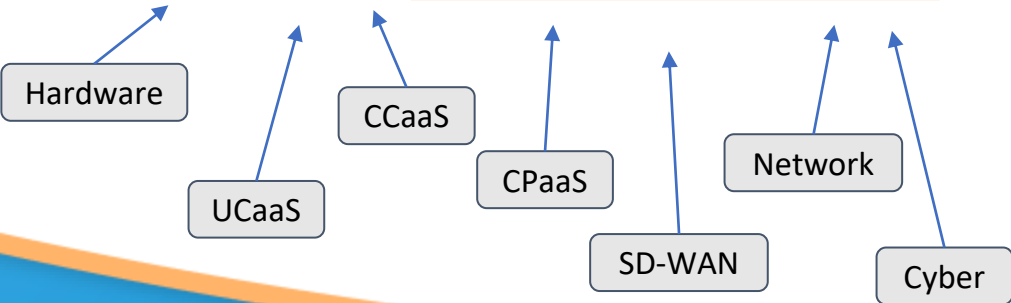 Hardware
CCaaS
Network
CPaaS
UCaaS
SD-WAN
Cyber